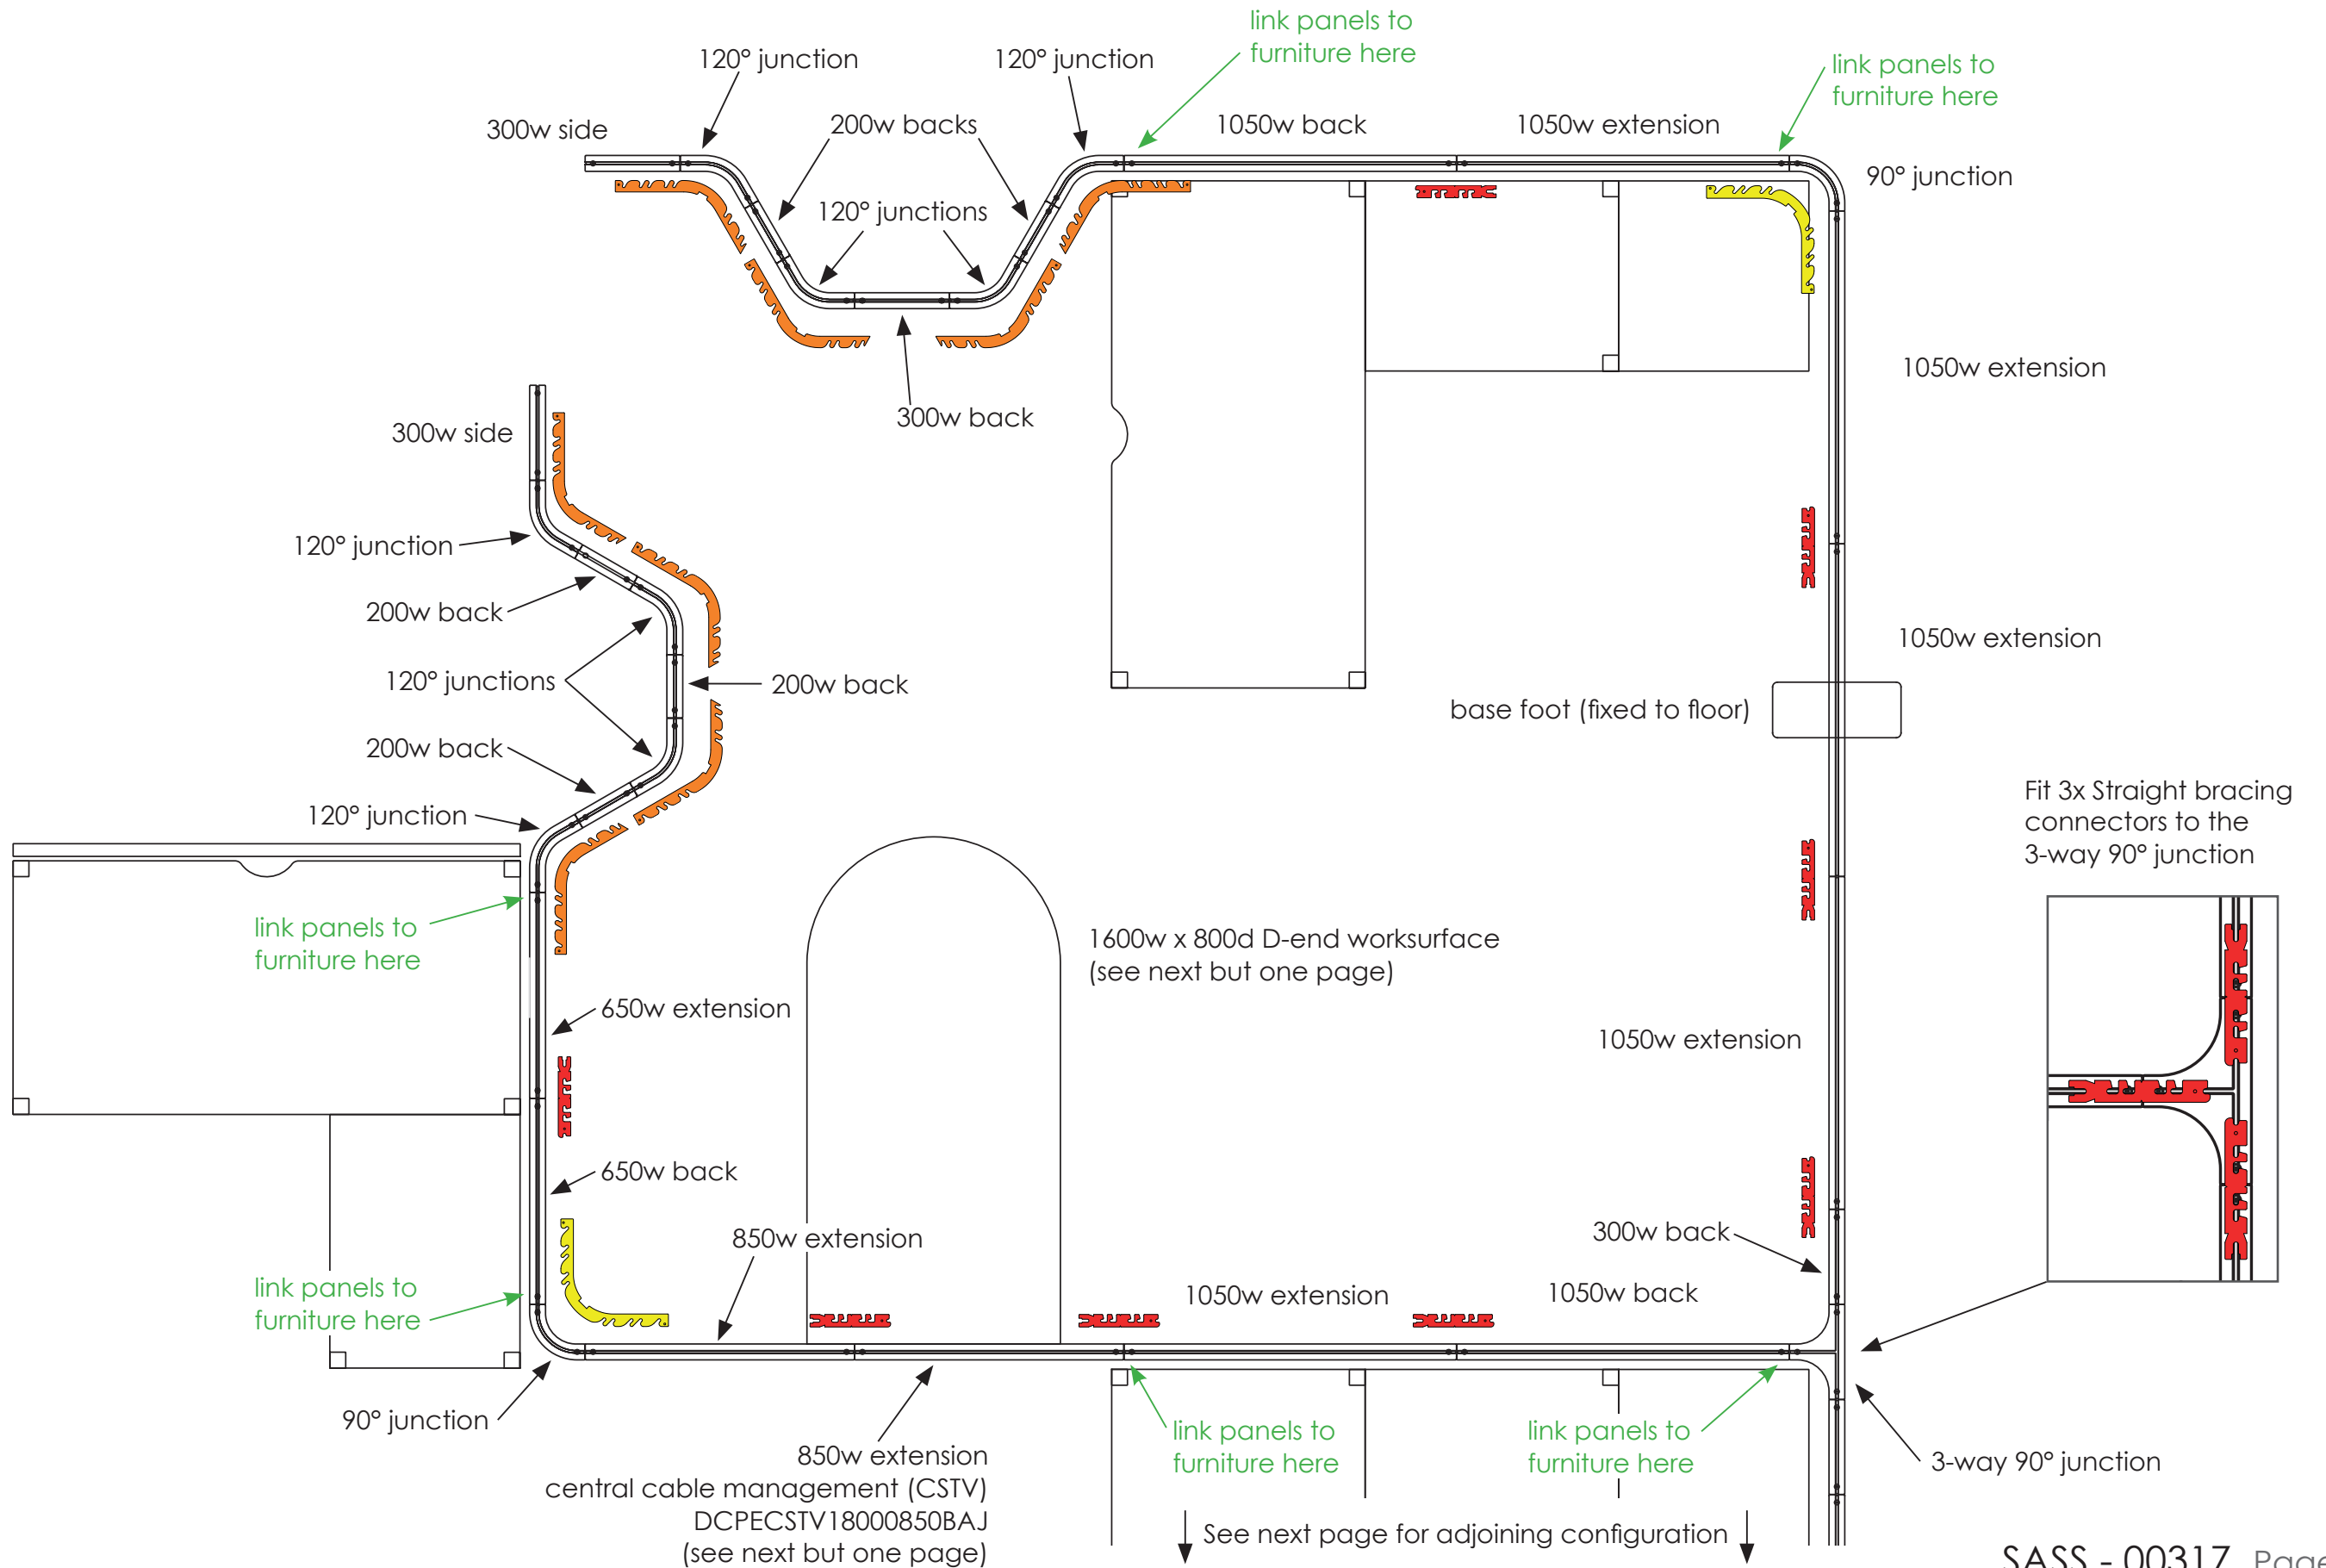 link panels to
furniture here
120° junction
120° junction
link panels to
furniture here
300w side
200w backs
1050w back
1050w extension
90° junction
120° junctions
1050w extension
300w back
300w side
120° junction
200w back
1050w extension
120° junctions
200w back
base foot (fixed to floor)
200w back
Fit 3x Straight bracing
connectors to the
3-way 90° junction
120° junction
link panels to
furniture here
1600w x 800d D-end worksurface
(see next but one page)
650w extension
1050w extension
650w back
850w extension
300w back
link panels to
furniture here
1050w extension
1050w back
90° junction
850w extension
central cable management (CSTV)
DCPECSTV18000850BAJ
(see next but one page)
link panels to
furniture here
link panels to
furniture here
3-way 90° junction
See next page for adjoining configuration
SASS - 00317 Page